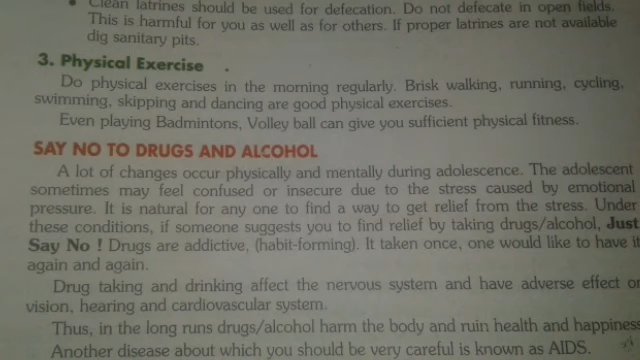 • Clean latrines should be used for defecation. Do not defecate in open fields.
This is harmful for you as well as for others. If proper latrines are not available
dig sanitary pits.
3. Physical Exercise .
Do physical exercises in the morning regularly. Brisk walking, running, cycling,
swimming, skipping and dancing are good physical exercises.
Even playing Badmintons, Volley ball can give you sufficient physical fitness.
SAY NO TO DRUGS AND ALCOHOL
A lot of changes occur physically and mentally during adolescence. The adolescent
sometimes may feel confused or insecure due to the stress caused by emotional
pressure. It is natural for any one to find a way to get relief from the stress. Under
these conditions, if someone suggests you to find relief by taking drugs/alcohol, Just
Say No ! Drugs are addictive, (habit-forming). It taken once, one would like to have it
again and again.
Drug taking and drinking affect the nervous system and have adverse effect on
vision, hearing and cardiovascular system.
Thus, in the long runs drugs/alcohol harm the body and ruin health and happiness
Another disease about which you should be very careful is known as AIDS.